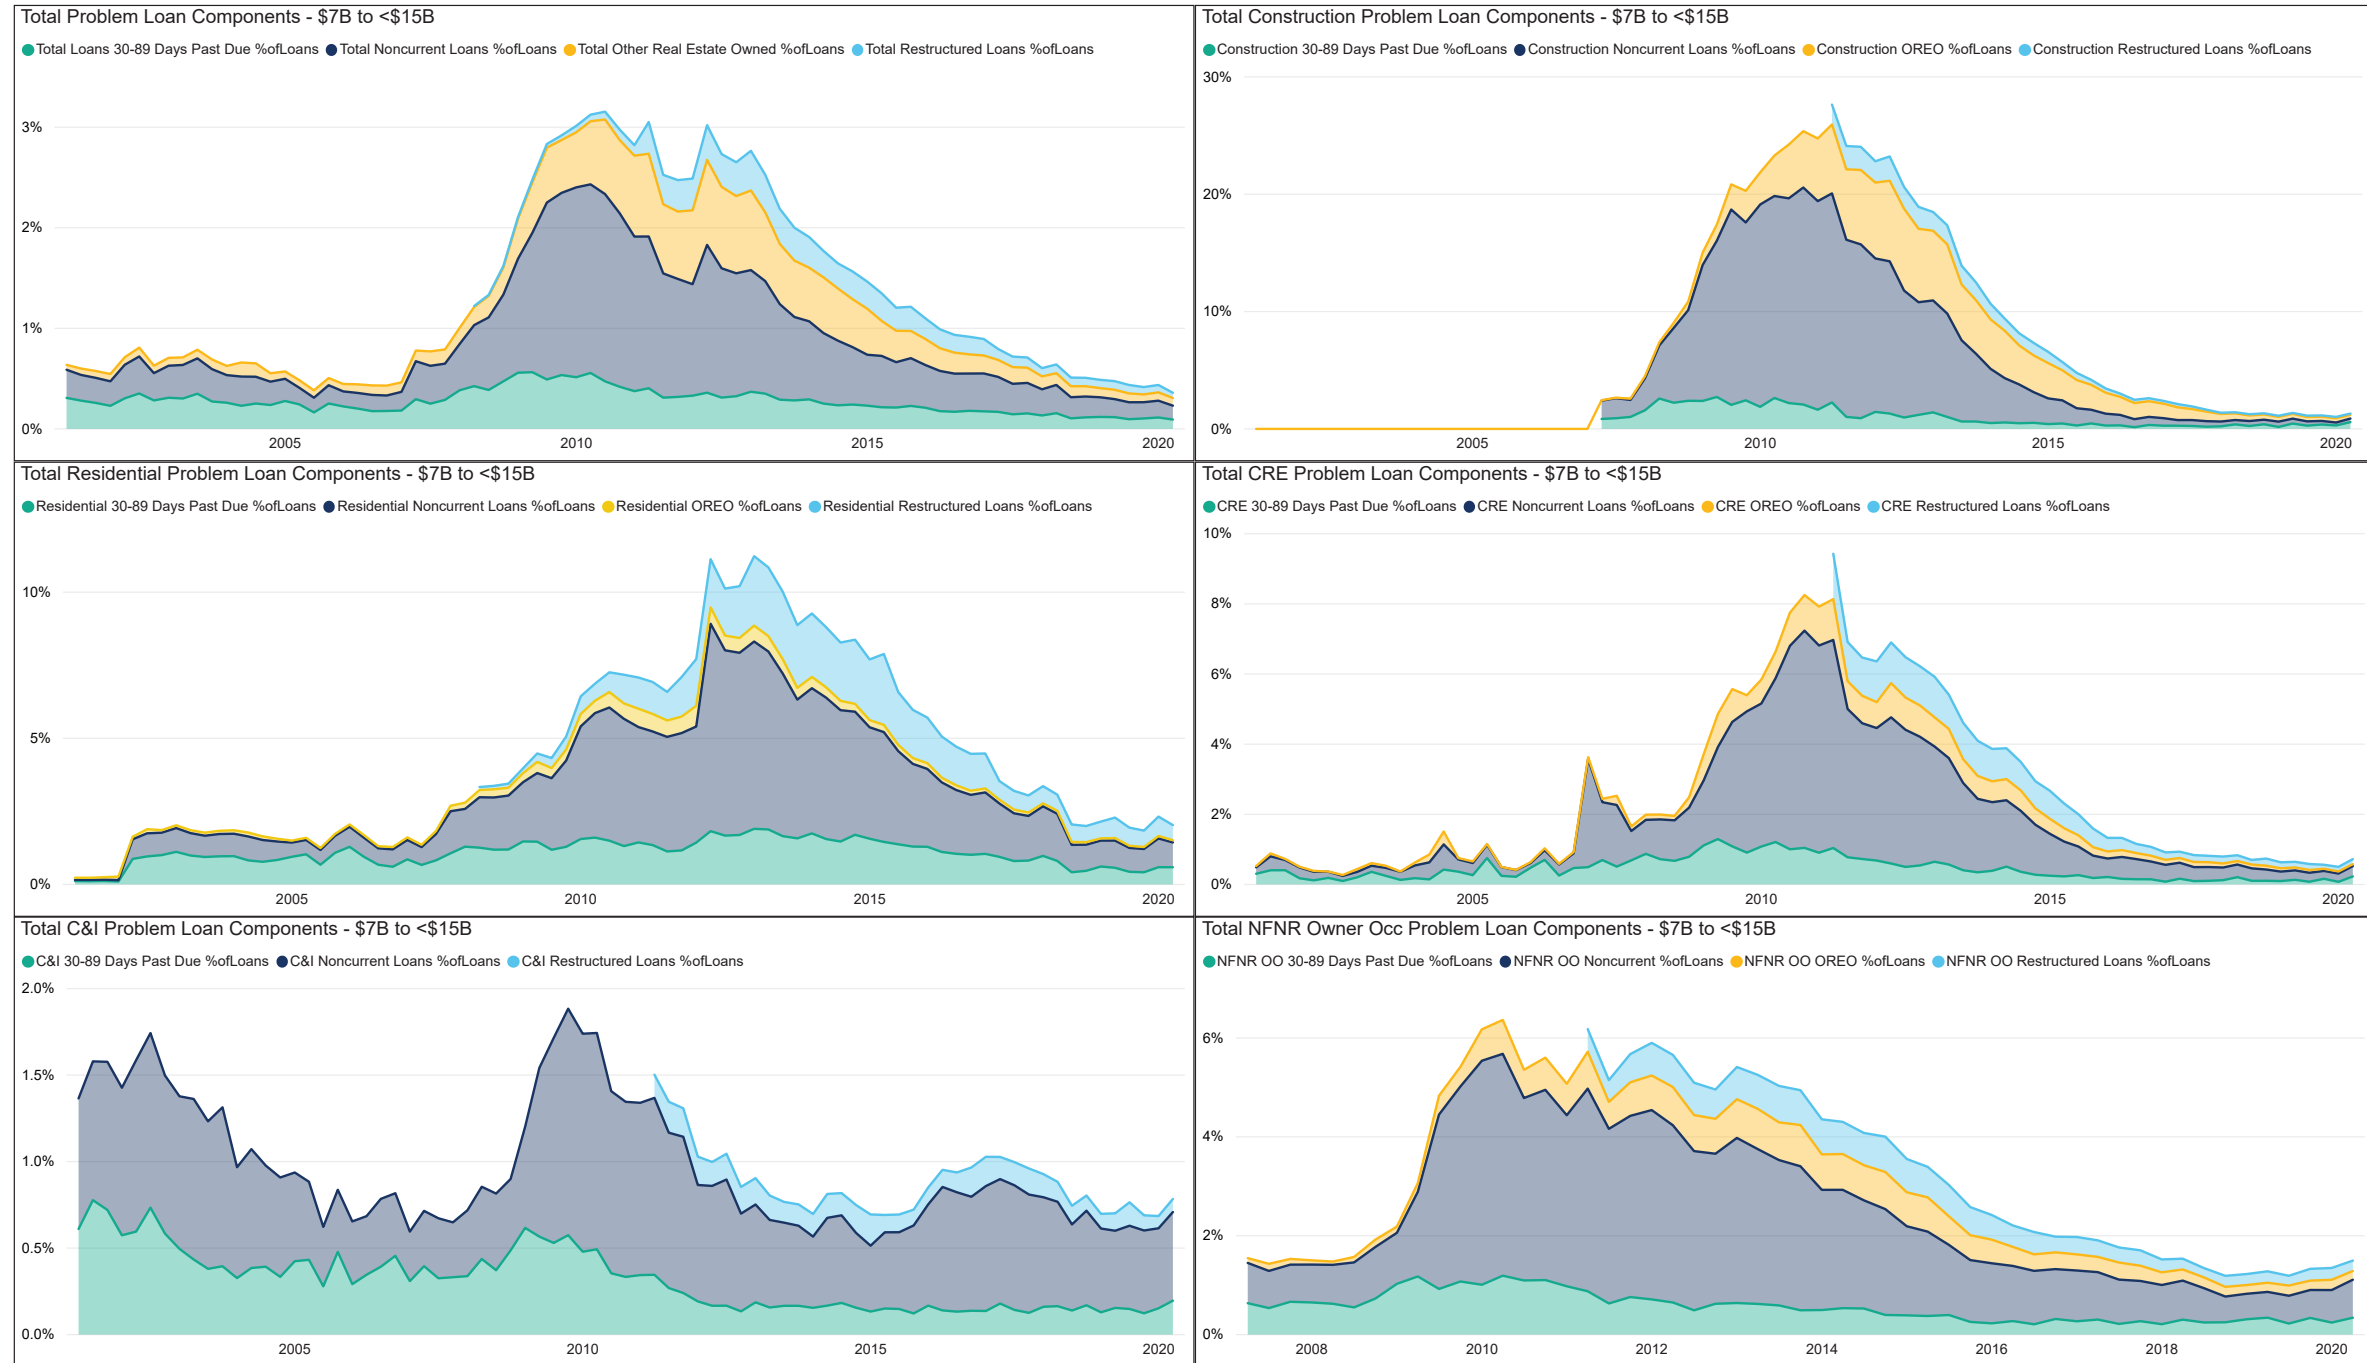 Total Problem Loan Components - $7B to <$15B
Total Loans 30-89 Days Past Due %ofLoans Total Noncurrent Loans %ofLoans Total Other Real Estate Owned %ofLoans Total Restructured Loans %ofLoans
3%
2%
1%
0%
2005 2010 2015 2020
Total Construction Problem Loan Components - $7B to <$15B
Construction 30-89 Days Past Due %ofLoans Construction Noncurrent Loans %ofLoans Construction OREO %ofLoans Construction Restructured Loans %ofLoans
30%
20%
10%
0%
2005 2010 2015 2020
Total Residential Problem Loan Components - $7B to <$15B
Residential 30-89 Days Past Due %ofLoans Residential Noncurrent Loans %ofLoans Residential OREO %ofLoans Residential Restructured Loans %ofLoans
10%
5%
0%
2005 2010 2015 2020
Total CRE Problem Loan Components - $7B to <$15B
CRE 30-89 Days Past Due %ofLoans CRE Noncurrent Loans %ofLoans CRE OREO %ofLoans CRE Restructured Loans %ofLoans
10%
8%
6%
4%
2%
0%
2005 2010 2015 2020
Total C&I Problem Loan Components - $7B to <$15B
C&I 30-89 Days Past Due %ofLoans C&I Noncurrent Loans %ofLoans C&I Restructured Loans %ofLoans
2.0%
1.5%
1.0%
0.5%
0.0%
2005 2010 2015 2020
Total NFNR Owner Occ Problem Loan Components - $7B to <$15B
NFNR OO 30-89 Days Past Due %ofLoans NFNR OO Noncurrent %ofLoans NFNR OO OREO %ofLoans NFNR OO Restructured Loans %ofLoans
6%
4%
2%
0%
2008 2010 2012 2014 2016 2018 2020